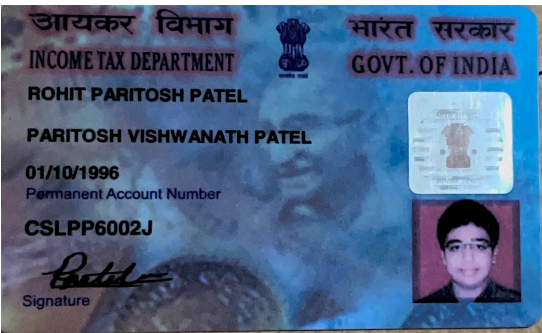 आयकर विभाग
भारत सरकार
INCOME TAX DEPARTMENT
GOVT. OF INDIA
ROHIT PARITOSH PATEL
PARITOSH VISHWANATH PATEL
01/10/1996
Permanent Account Number
CSLPP6002J
Signature